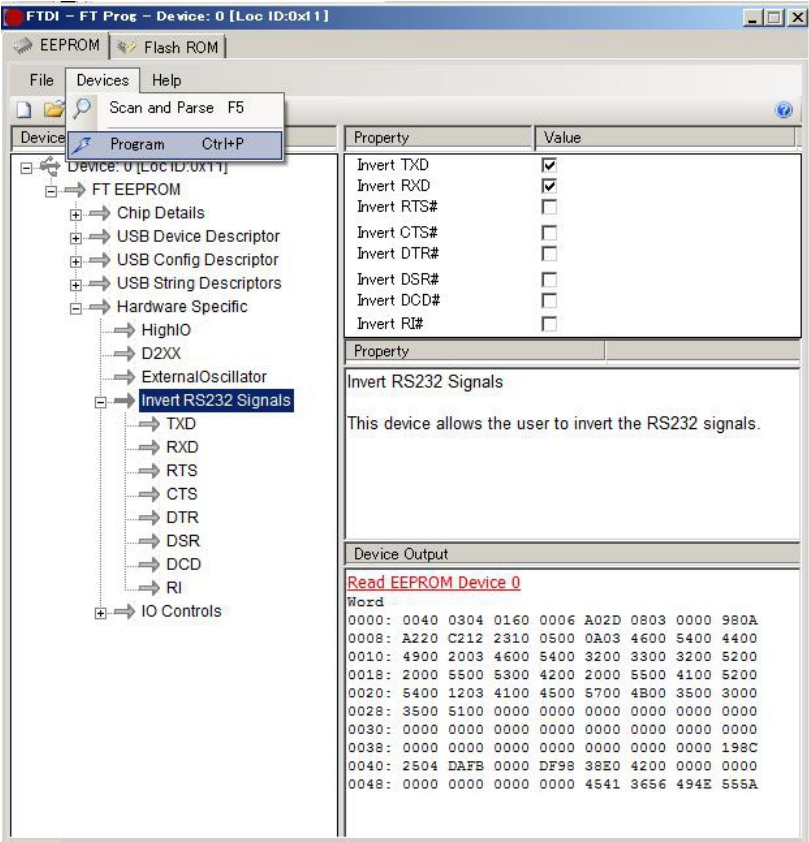 FTDI - FT Prog - Device: 0 [Loc ID:0x11]
EEPROM
Flash ROM
File Devices Help
Scan and Parse F5
Program Ctrl+P
Device
Device: 0 [Loc ID:0x11]
FT EEPROM
Chip Details
USB Device Descriptor
USB Config Descriptor
USB String Descriptors
Hardware Specific
HighIO
D2XX
ExternalOscillator
Invert RS232 Signals
TXD
RXD
RTS
CTS
DTR
DSR
DCD
RI
IO Controls
Property Value
Invert TXD
Invert RXD
Invert RTS#
Invert CTS#
Invert DTR#
Invert DSR#
Invert DCD#
Invert RI#
Property
Invert RS232 Signals
This device allows the user to invert the RS232 signals.
Device Output
Read EEPROM Device 0
Word
0000: 0040 0304 0160 0006 A02D 0803 0000 980A
0008: A220 C212 2310 0500 0A03 4600 5400 4400
0010: 4900 2003 4600 5400 3200 3300 3200 5200
0018: 2000 5500 5300 4200 2000 5500 4100 5200
0020: 5400 1203 4100 4500 5700 4B00 3500 3000
0028: 3500 5100 0000 0000 0000 0000 0000 0000
0030: 0000 0000 0000 0000 0000 0000 0000 0000
0038: 0000 0000 0000 0000 0000 0000 0000 198C
0040: 2504 DAFB 0000 DF98 38E0 4200 0000 0000
0048: 0000 0000 0000 0000 4541 3656 494E 555A